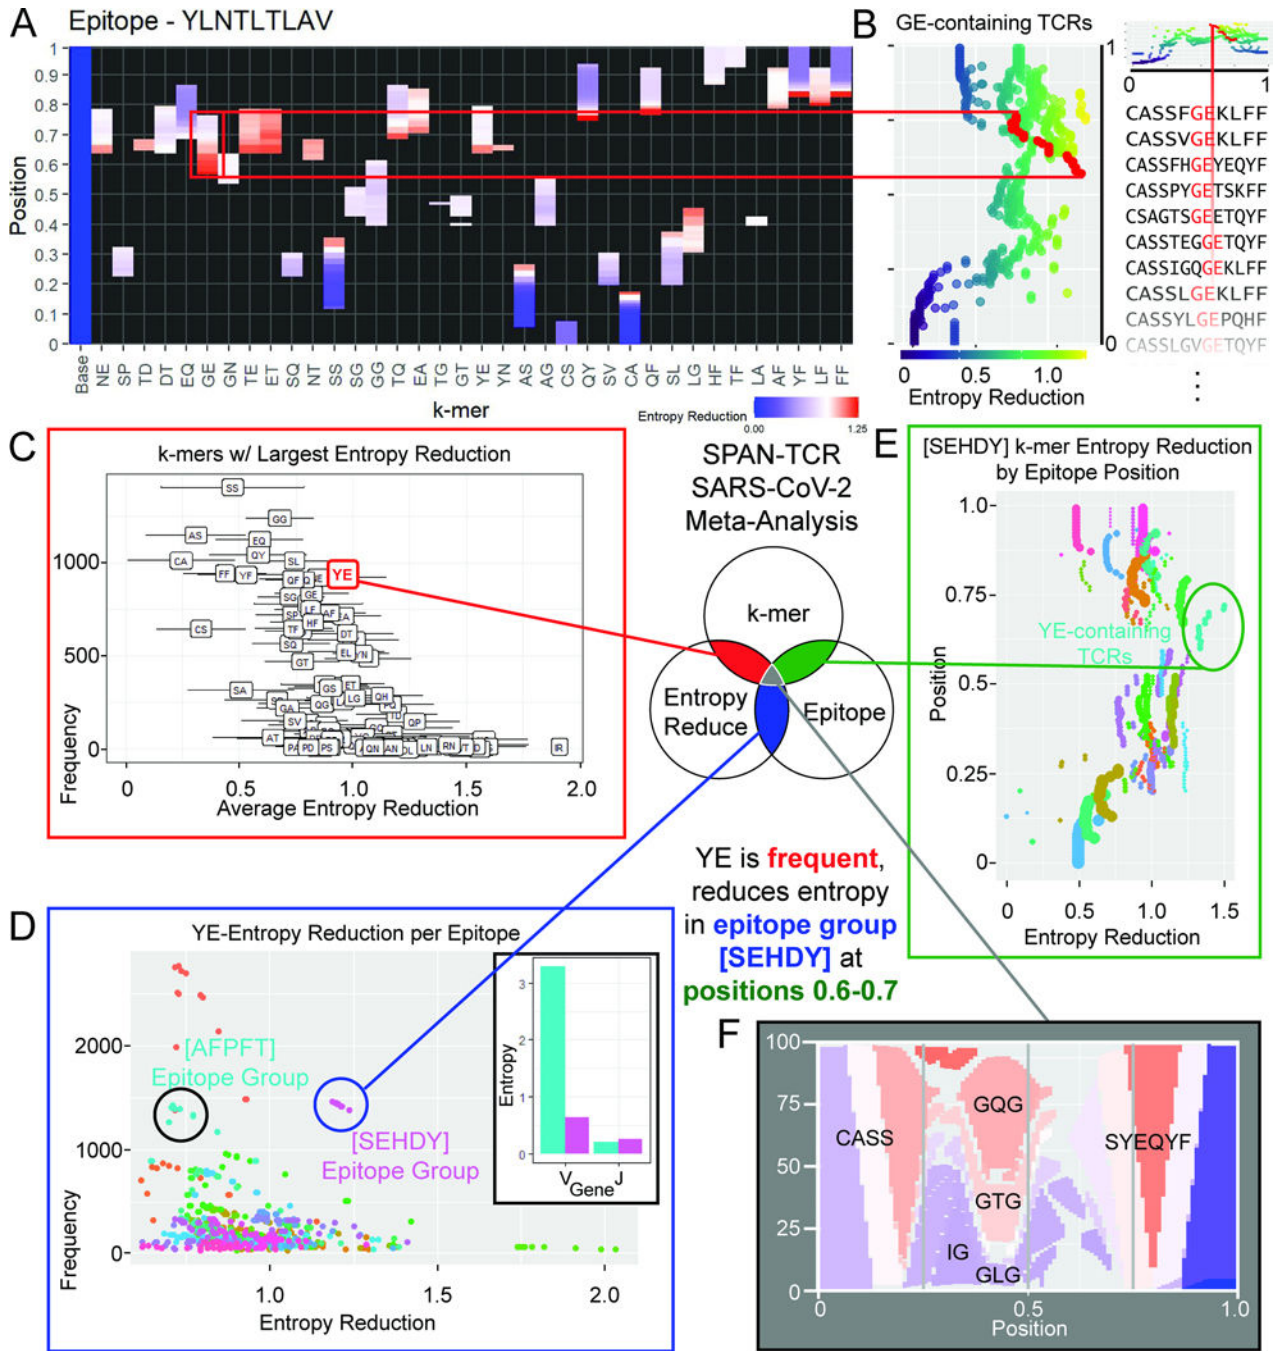 A
Epitope - YLNTLTLAV
1
0.9
0.8
0.7
0.6
0.5
0.4
0.3
0.2
0.1
0
Position
Base NE SP TD DT EQ GE GN TE ET SQ NT SS SG GG TQ EA TG GT YE YN AS AG CS QY SV CA QF SL LG HF TF LA AF YF LF FF
k-mer
Entropy Reduction
0.00 1.25
B
GE-containing TCRs
1
0
0 1.0
Entropy Reduction
0 1
CASSFGEKLFF
CASSVGEKLFF
CASSFHGEYEQYF
CASSPYGETSKFF
CSAGTSGEETQYF
CASSTEGGETQYF
CASSIGQGEKLFF
CASSLGEKLFF
CASSYLGEPQHF
CASSLGVGETQYF
C
k-mers w/ Largest Entropy Reduction
SS
GG
AS
EQ
QY
CA
SL
FF YF
QF
YE
SG
GE
LF
SP
AF
HF
TF
CS
DT
SQ
EL
YN
GT
SA
ET
GS
LG
QH
GA
QG
SV
QP
AT
PA PD PS QN AN LN RN IR
1000
500
0
Frequency
0 0.5 1.0 1.5 2.0
Average Entropy Reduction
SPAN-TCR
SARS-CoV-2
Meta-Analysis
k-mer
Entropy
Reduce
Epitope
YE is frequent,
reduces entropy
in epitope group
[SEHDY] at
positions 0.6-0.7
E
[SEHDY] k-mer Entropy Reduction
by Epitope Position
1.0
0.75
0.5
0.25
0
Position
YE-containing
TCRs
0 0.5 1.0 1.5
Entropy Reduction
D
YE-Entropy Reduction per Epitope
2000
1000
0
Frequency
[AFPFT]
Epitope Group
[SEHDY]
Epitope Group
1.0 1.5 2.0
Entropy Reduction
3
2
1
0
Entropy
V J
Gene
F
100
75
50
25
0
CASS
GQG
SYEQYF
GTG
IG
GLG
0 0.5 1.0
Position